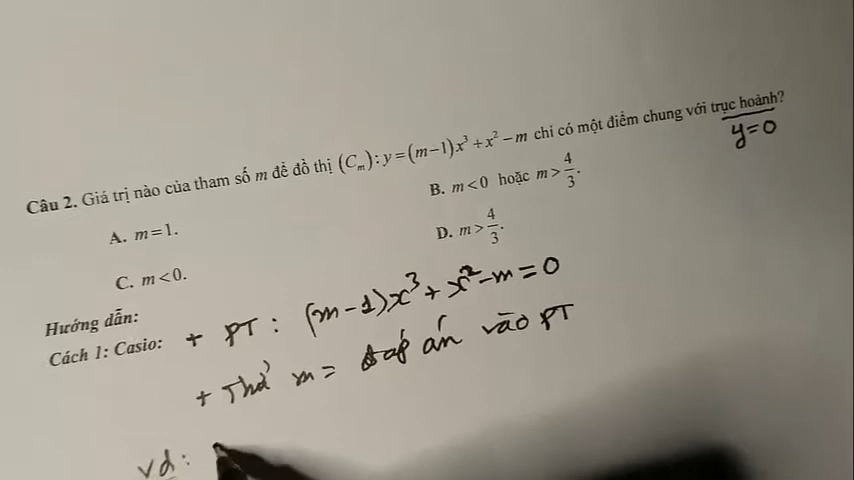 Câu 2. Giá trị nào của tham số m để đồ thị (Cₘ): y = (m−1)x³ + x² − m chỉ có một điểm chung với trục hoành?
y = 0
A. m = 1.
B. m < 0 hoặc m > 4/3.
C. m < 0.
D. m > 4/3.
Hướng dẫn:
Cách 1: Casio: + PT: (m−1)x³ + x² − m = 0
+ Thử m = đáp án vào PT
vd: